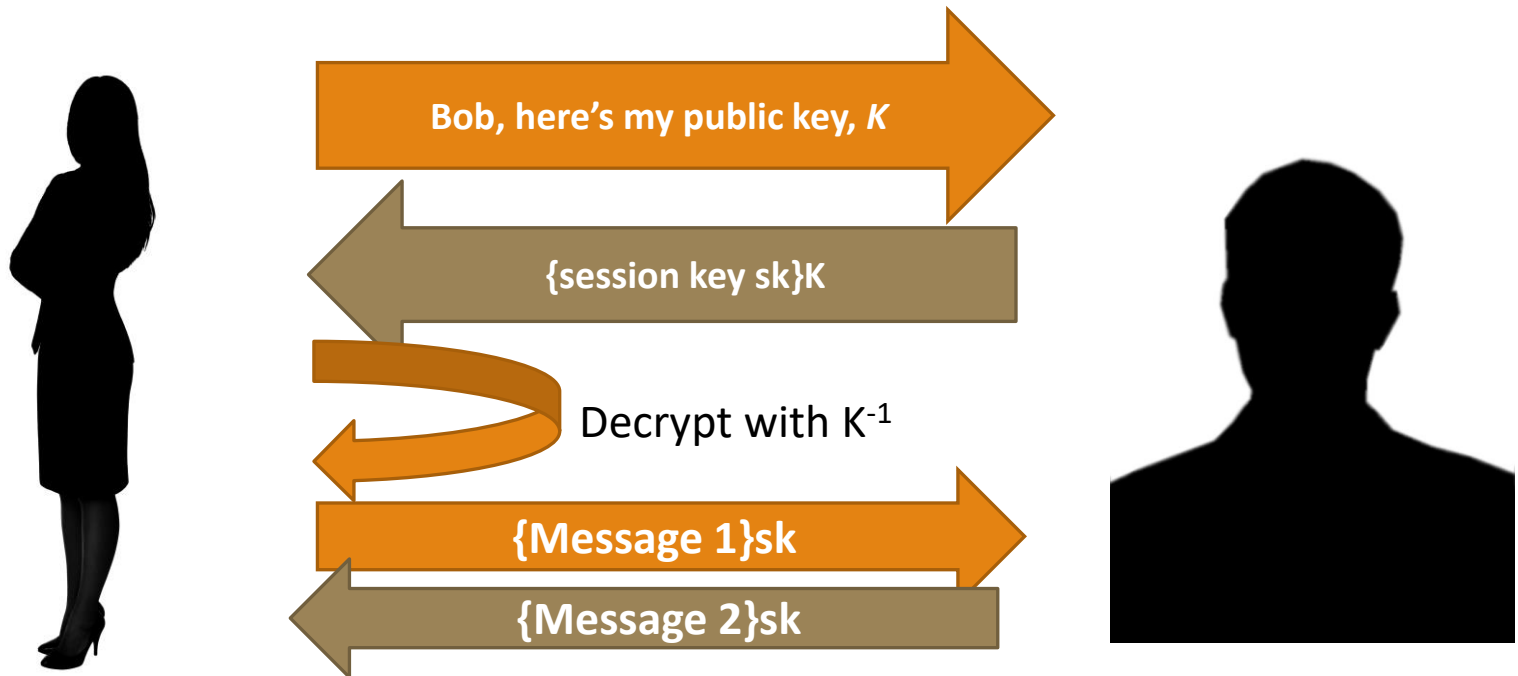 Bob, here’s my public key, K
{session key sk}K
Decrypt with K⁻¹
{Message 1}sk
{Message 2}sk